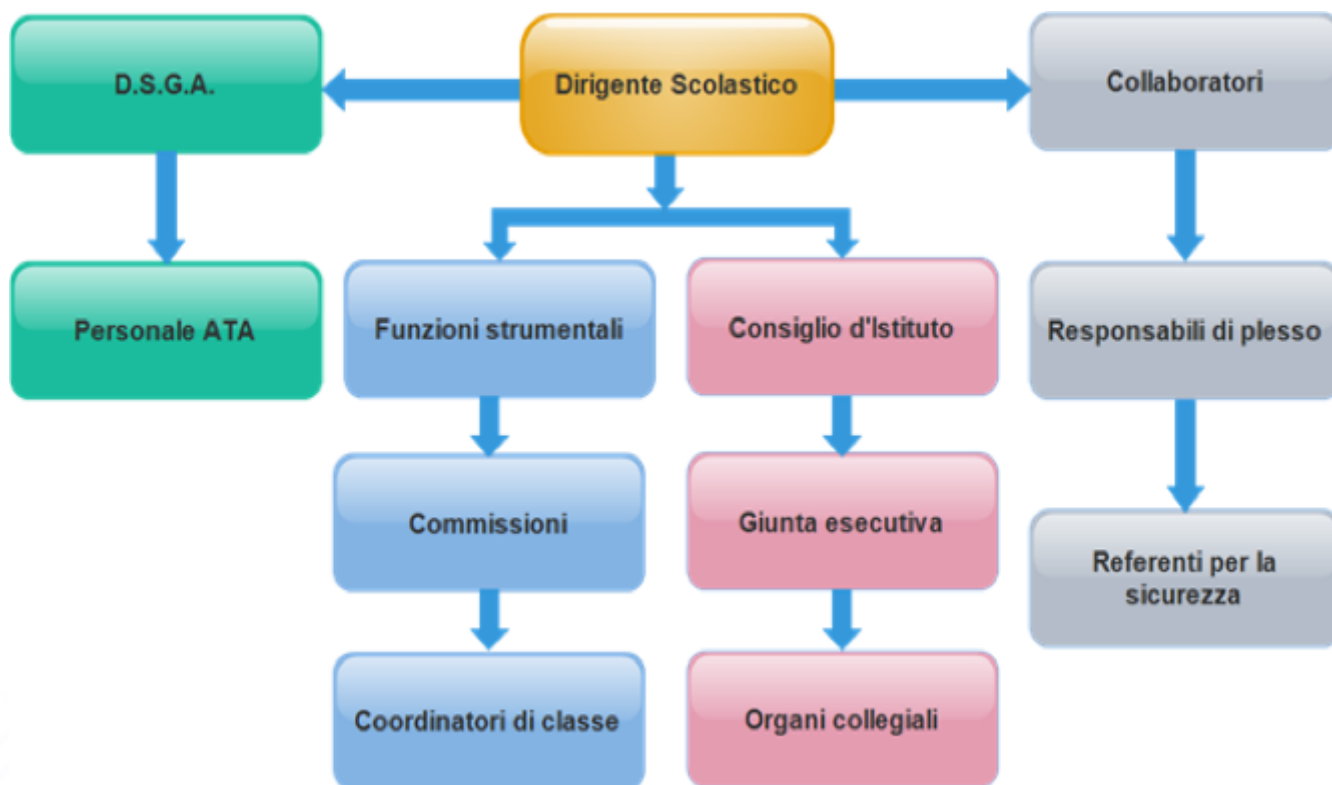 D.S.G.A.
Dirigente Scolastico
Collaboratori
Personale ATA
Funzioni strumentali
Consiglio d'Istituto
Responsabili di plesso
Commissioni
Giunta esecutiva
Referenti per la
sicurezza
Coordinatori di classe
Organi collegiali